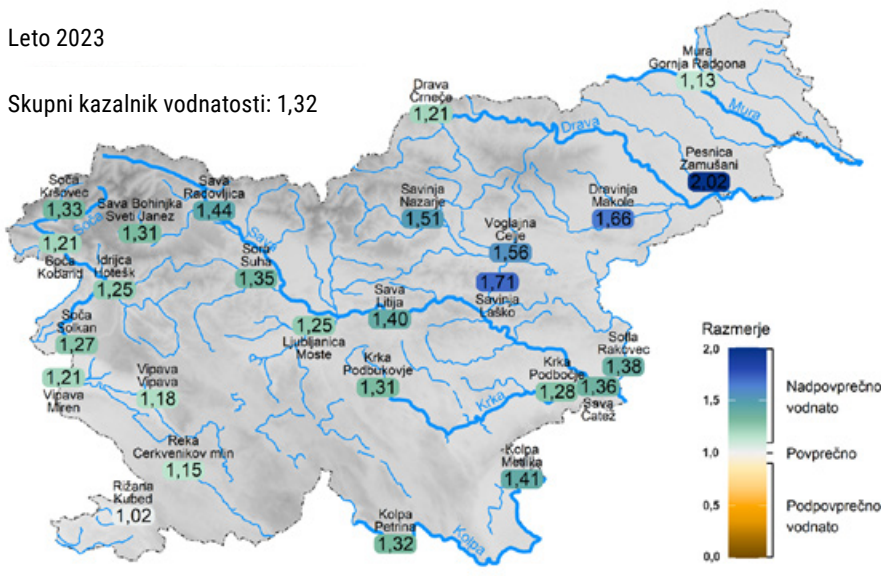 Leto 2023
Skupni kazalnik vodnatosti: 1,32
Mura
Gornja Radgona
1,13
Mura
Drava
Črneče
1,21
Drava
Pesnica
Zamušani
2,02
Soča
Kršovec
1,33
Soča
Sava Bohinjka
Sveti Janez
1,31
Sava
Radovljica
1,44
Sava
Savinja
Nazarje
1,51
Dravinja
Makole
1,66
Voglajna
Celje
1,56
1,21
Soča
Kobarid
Idrijca
Hotešk
1,25
Sora
Suha
1,35
1,71
Savinja
Laško
Sava
Litija
1,40
1,25
Ljubljanica
Moste
Soča
Solkan
1,27
1,21
Vipava
Miren
Vipava
Vipava
1,18
Krka
Podbukovje
1,31
Krka
Podbočje
1,28
Krka
Sotla
Rakovec
1,38
1,36
Sava
Čatež
Reka
Cerkvenikov mlin
1,15
Rižana
Kubed
1,02
Kolpa
Metlika
1,41
Kolpa
Petrina
1,32
Kolpa
Razmerje
2,0
1,5
1,0
0,5
0,0
Nadpovprečno
vodnato
Povprečno
Podpovprečno
vodnato